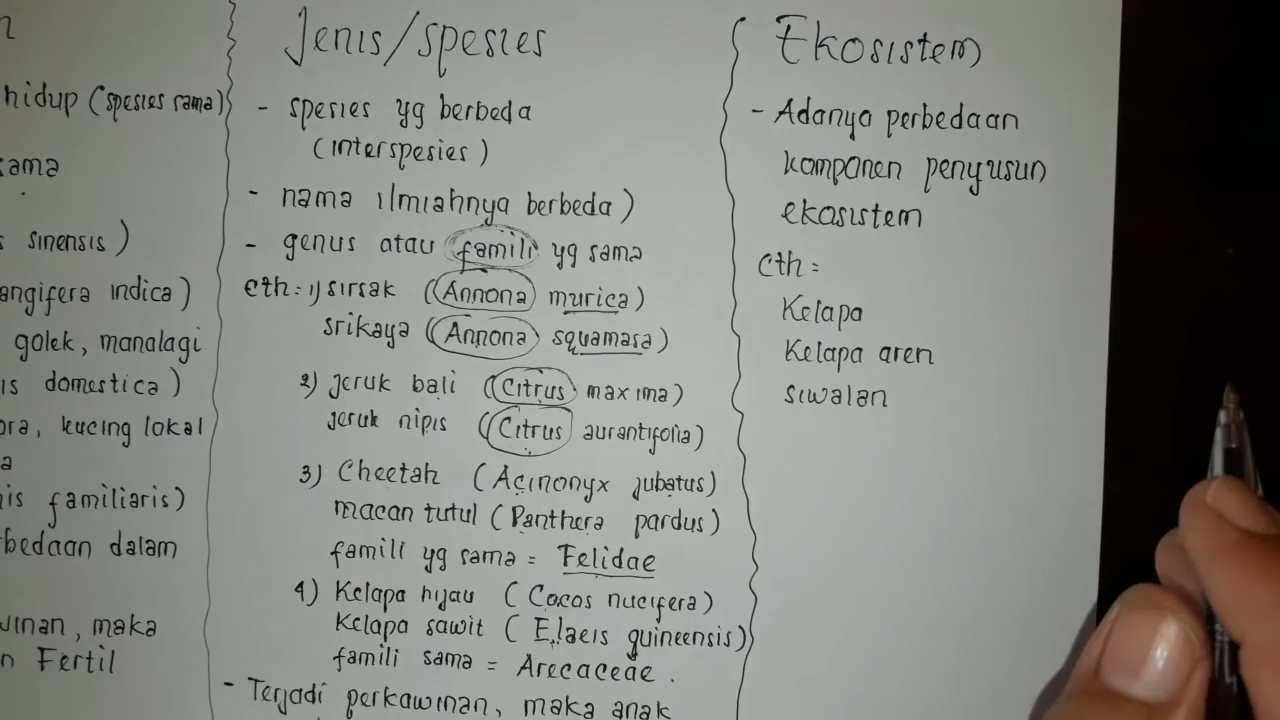 n
hidup (spesies sama)
sama
s sinensis)
angifera indica)
golek, manalagi
is domestica)
ora, kucing lokal
a
nis familiaris)
bedaan dalam
winan, maka
n Fertil
Jenis/spesies
- spesies yg berbeda
(interspesies)
- nama ilmiahnya berbeda)
- genus atau famili yg sama
cth: 1) sirsak (Annona murica)
srikaya (Annona squamasa)
2) jeruk bali (Citrus maxima)
jeruk nipis (Citrus aurantifolia)
3) Cheetah (Acinonyx jubatus)
macan tutul (Panthera pardus)
famili yg sama = Felidae
4) Kelapa hijau (Cocos nucifera)
Kelapa sawit (Elaeis guineensis)
famili sama = Arecaceae.
- Terjadi perkawinan, maka anak
Ekosistem
- Adanya perbedaan
komponen penyusun
ekosistem
cth:
Kelapa
Kelapa aren
siwalan